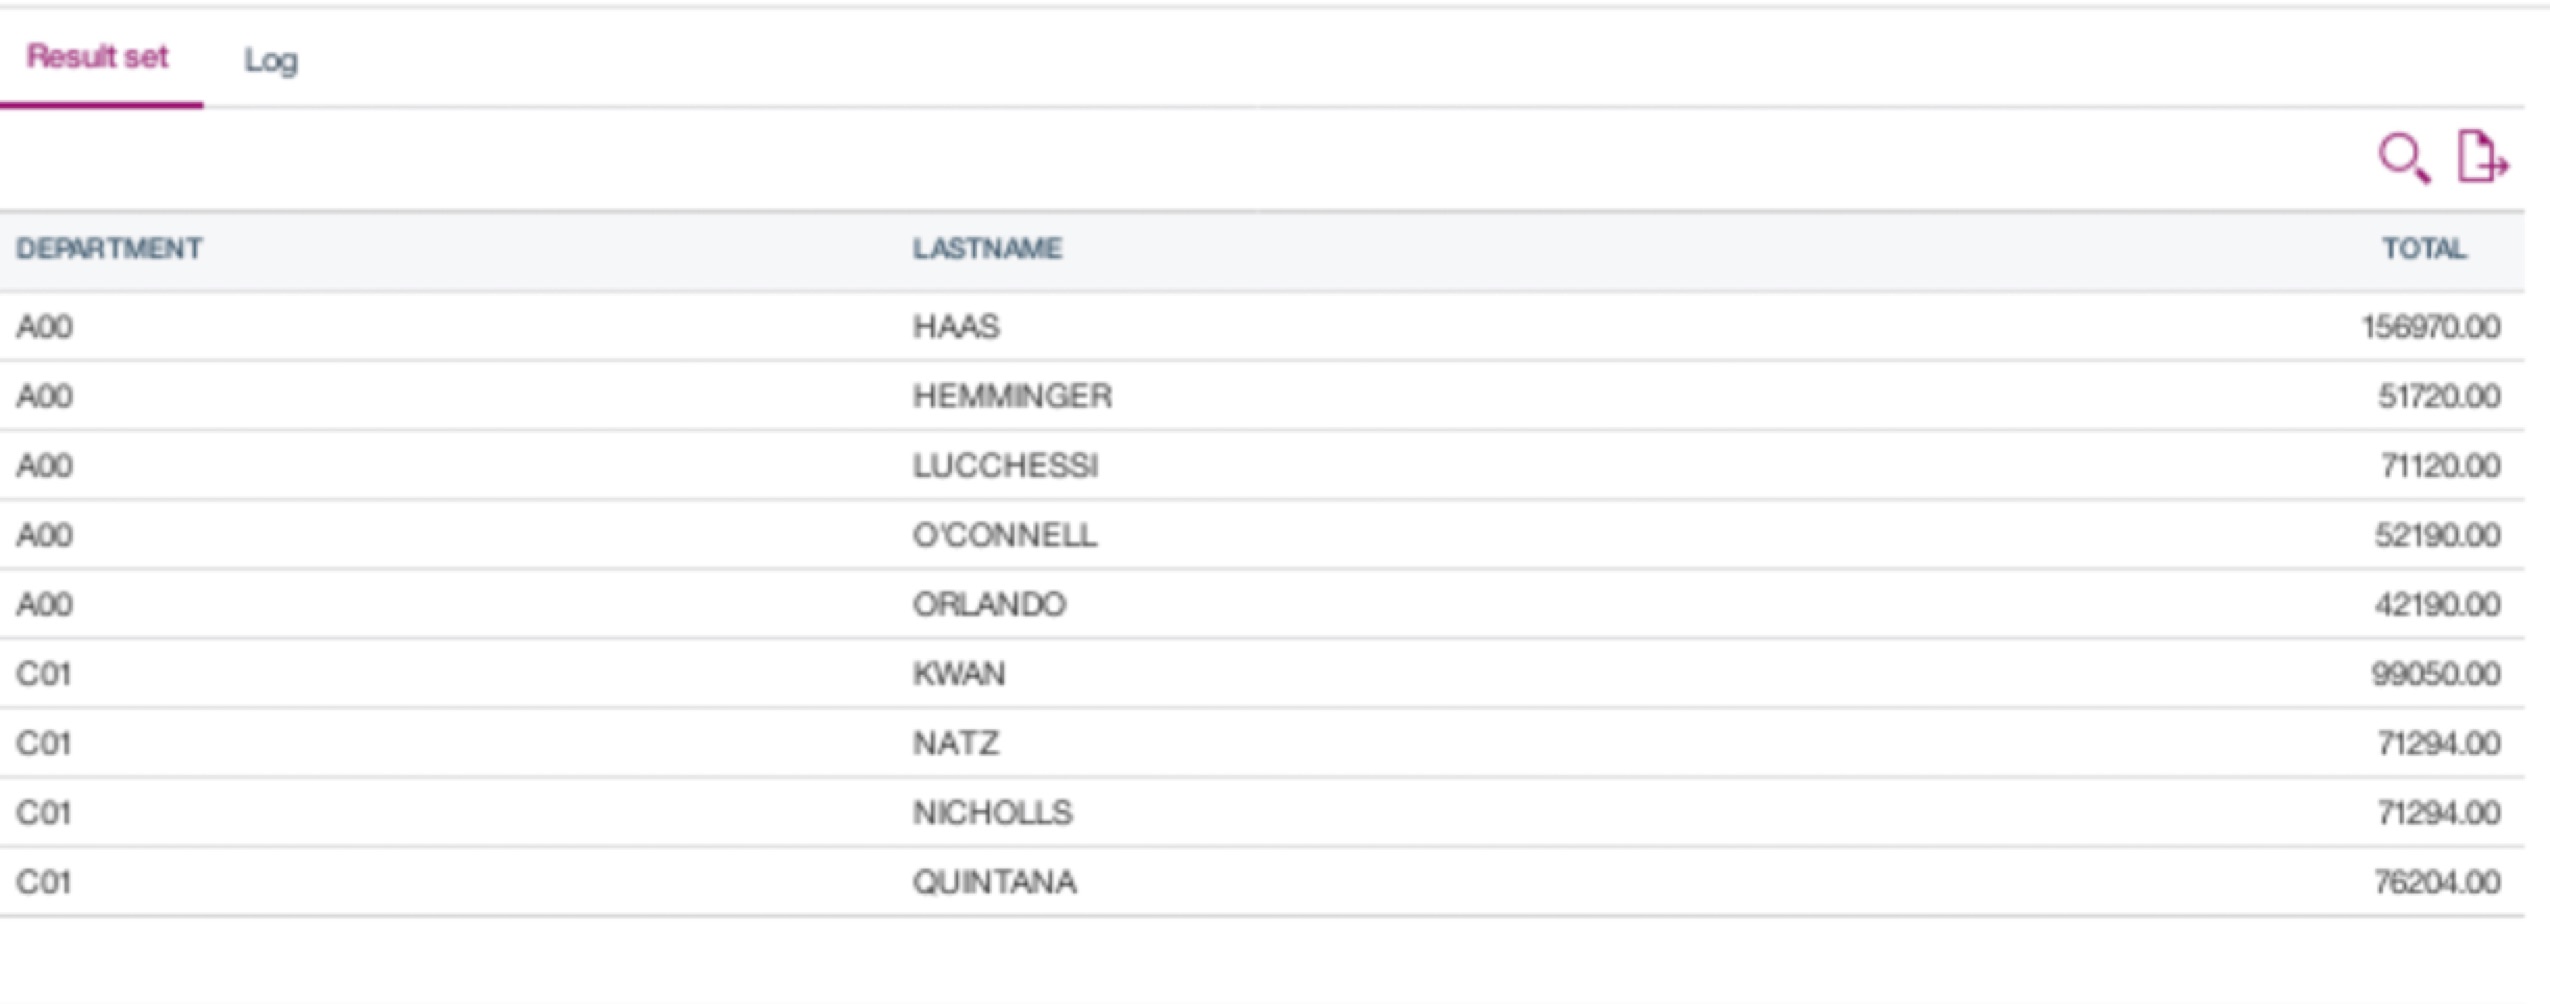 Result set Log
DEPARTMENT LASTNAME TOTAL
A00 HAAS 156970.00
A00 HEMMINGER 51720.00
A00 LUCCHESSI 71120.00
A00 O'CONNELL 52190.00
A00 ORLANDO 42190.00
C01 KWAN 99050.00
C01 NATZ 71294.00
C01 NICHOLLS 71294.00
C01 QUINTANA 76204.00